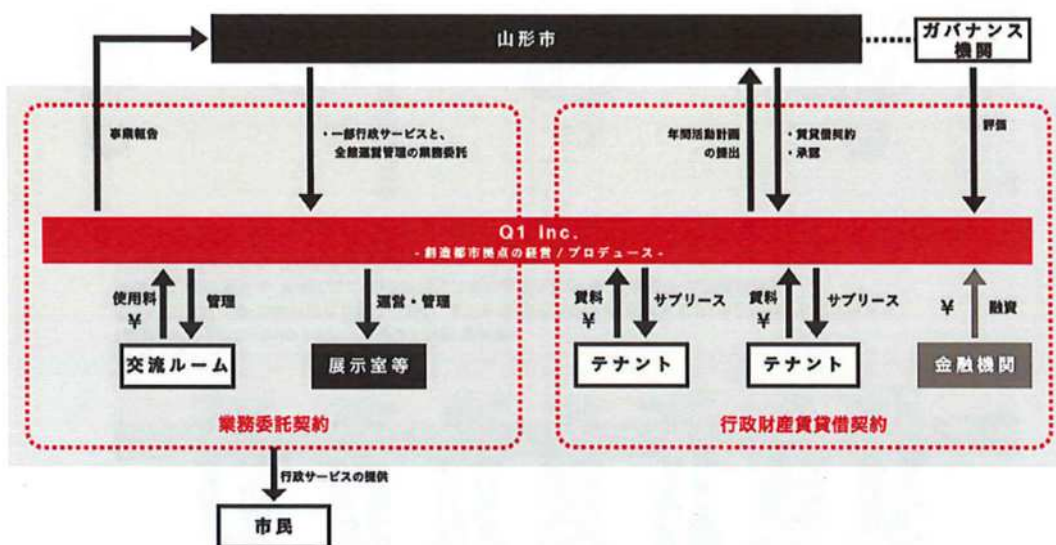 山形市
ガバナンス
機関
事業報告
・一部行政サービスと、
全館運営管理の業務委託
年間活動計画
の提出
・賃貸借契約
・承認
評価
Q1 Inc.
- 創造都市拠点の経営 / プロデュース -
使用料
¥
管理
運営・管理
賃料
¥
サブリース
賃料
¥
サブリース
¥
融資
交流ルーム
展示室等
テナント
テナント
金融機関
業務委託契約
行政財産賃貸借契約
行政サービスの提供
市民